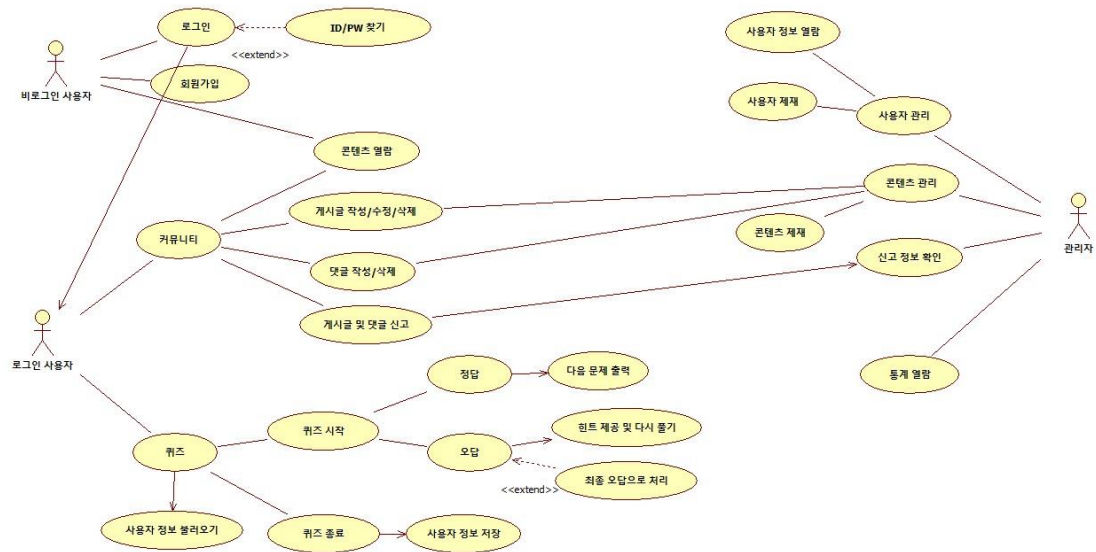 로그인
ID/PW 찾기
<<extend>>
비로그인 사용자
회원가입
콘텐츠 열람
게시글 작성/수정/삭제
커뮤니티
댓글 작성/삭제
게시글 및 댓글 신고
로그인 사용자
사용자 정보 열람
사용자 제재
사용자 관리
콘텐츠 관리
콘텐츠 제재
신고 정보 확인
관리자
통계 열람
정답
다음 문제 출력
퀴즈 시작
퀴즈
오답
힌트 제공 및 다시 풀기
<<extend>>
최종 오답으로 처리
사용자 정보 불러오기
퀴즈 종료
사용자 정보 저장